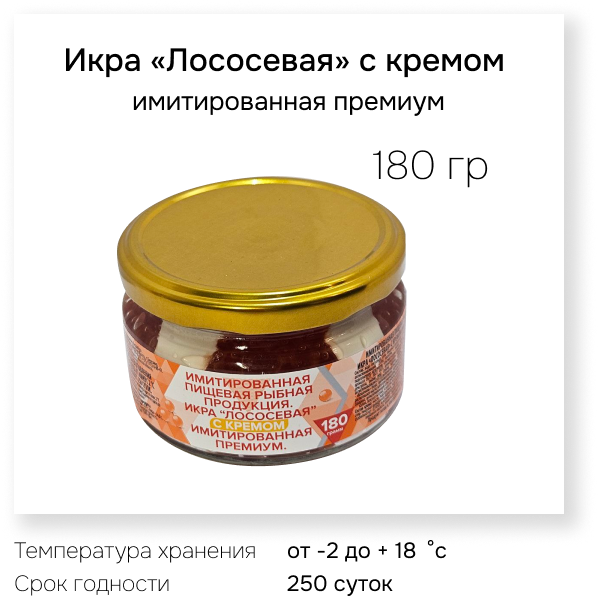 Икра «Лососевая» с кремом
имитированная премиум
180 гр
ИМИТИРОВАННАЯ
ПИЩЕВАЯ РЫБНАЯ
ПРОДУКЦИЯ.
ИКРА "ЛОСОСЕВАЯ"
С КРЕМОМ
ИМИТИРОВАННАЯ
ПРЕМИУМ.
180
грамм
Температура хранения от -2 до + 18 °с
Срок годности 250 суток